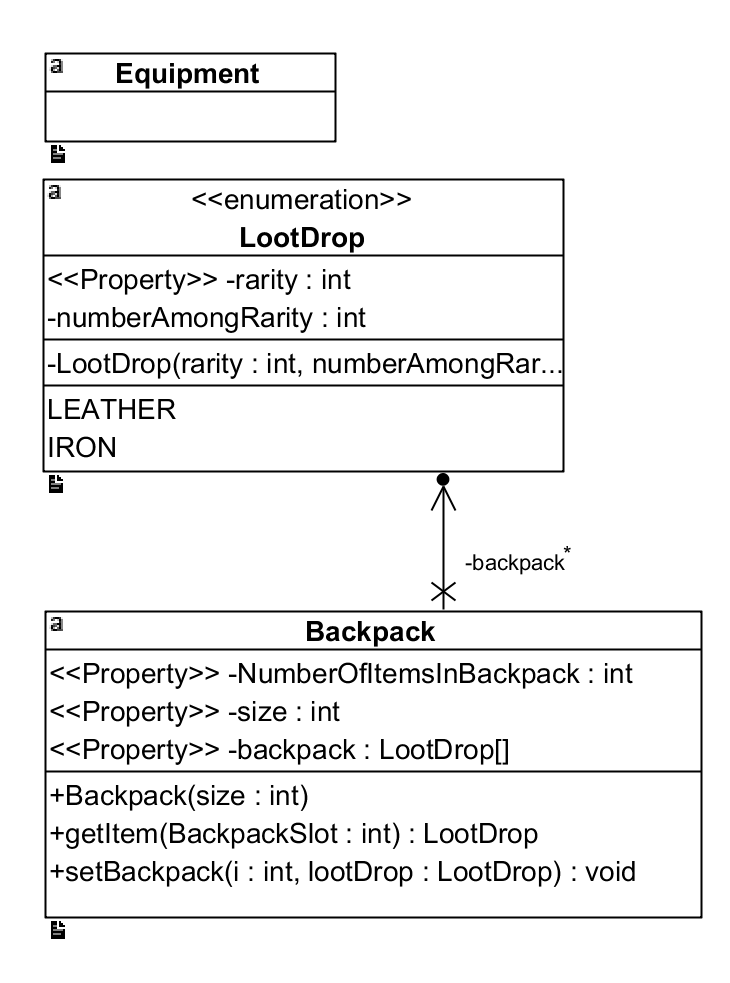 a
Equipment
a
<<enumeration>>
LootDrop
<<Property>> -rarity : int
-numberAmongRarity : int
-LootDrop(rarity : int, numberAmongRar...
LEATHER
IRON
-backpack*
a
Backpack
<<Property>> -NumberOfItemsInBackpack : int
<<Property>> -size : int
<<Property>> -backpack : LootDrop[]
+Backpack(size : int)
+getItem(BackpackSlot : int) : LootDrop
+setBackpack(i : int, lootDrop : LootDrop) : void